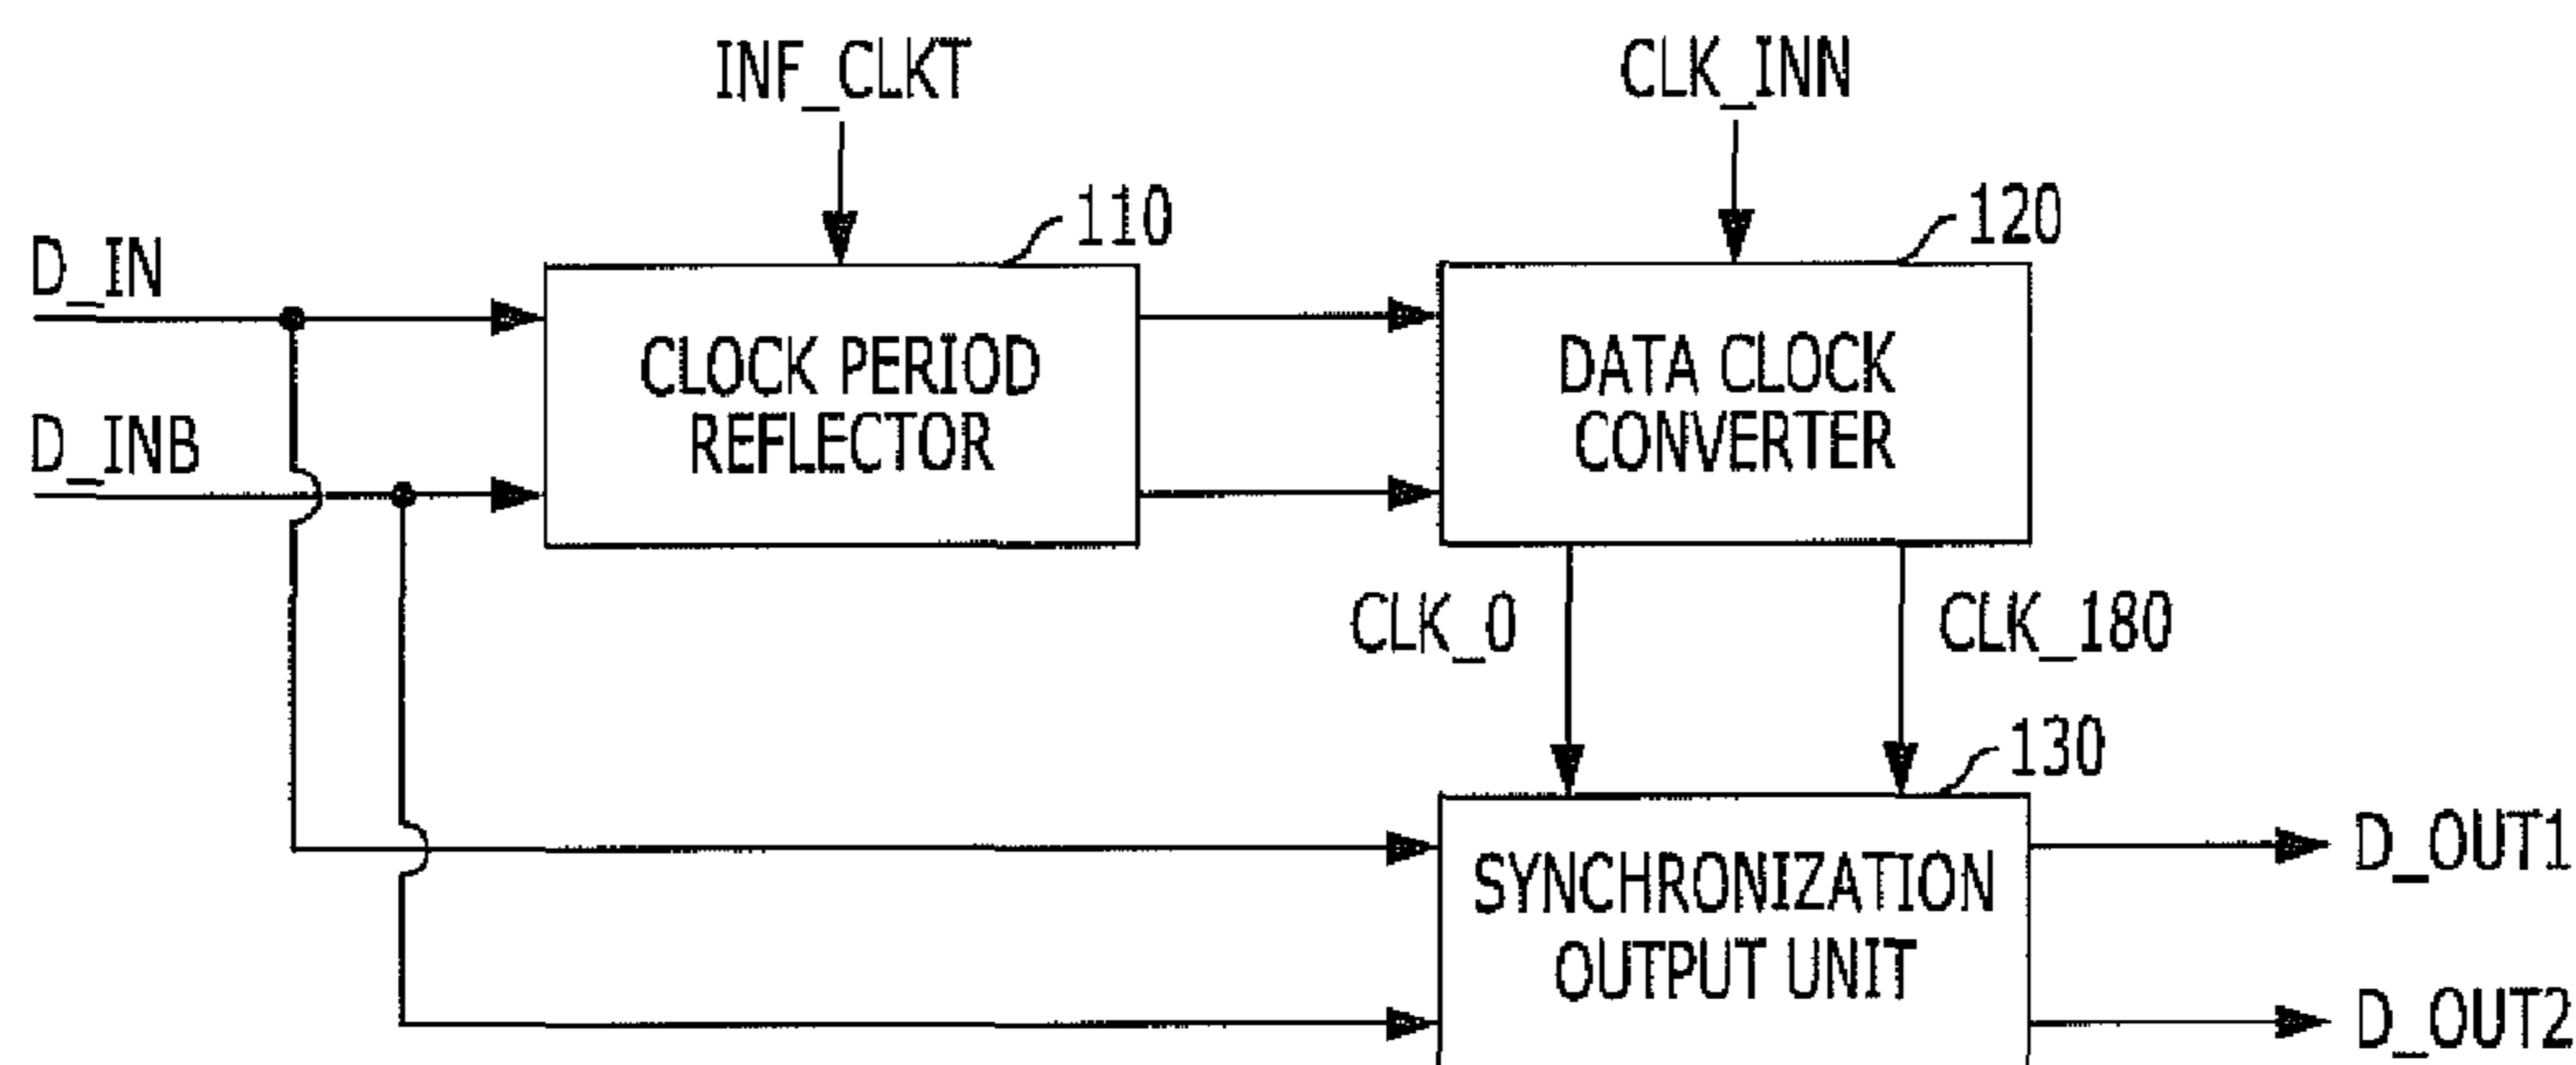 INF_CLKT
CLK_INN
110
120
D_IN
CLOCK PERIOD
REFLECTOR
DATA CLOCK
CONVERTER
D_INB
CLK_0
CLK_180
130
SYNCHRONIZATION
OUTPUT UNIT
D_OUT1
D_OUT2